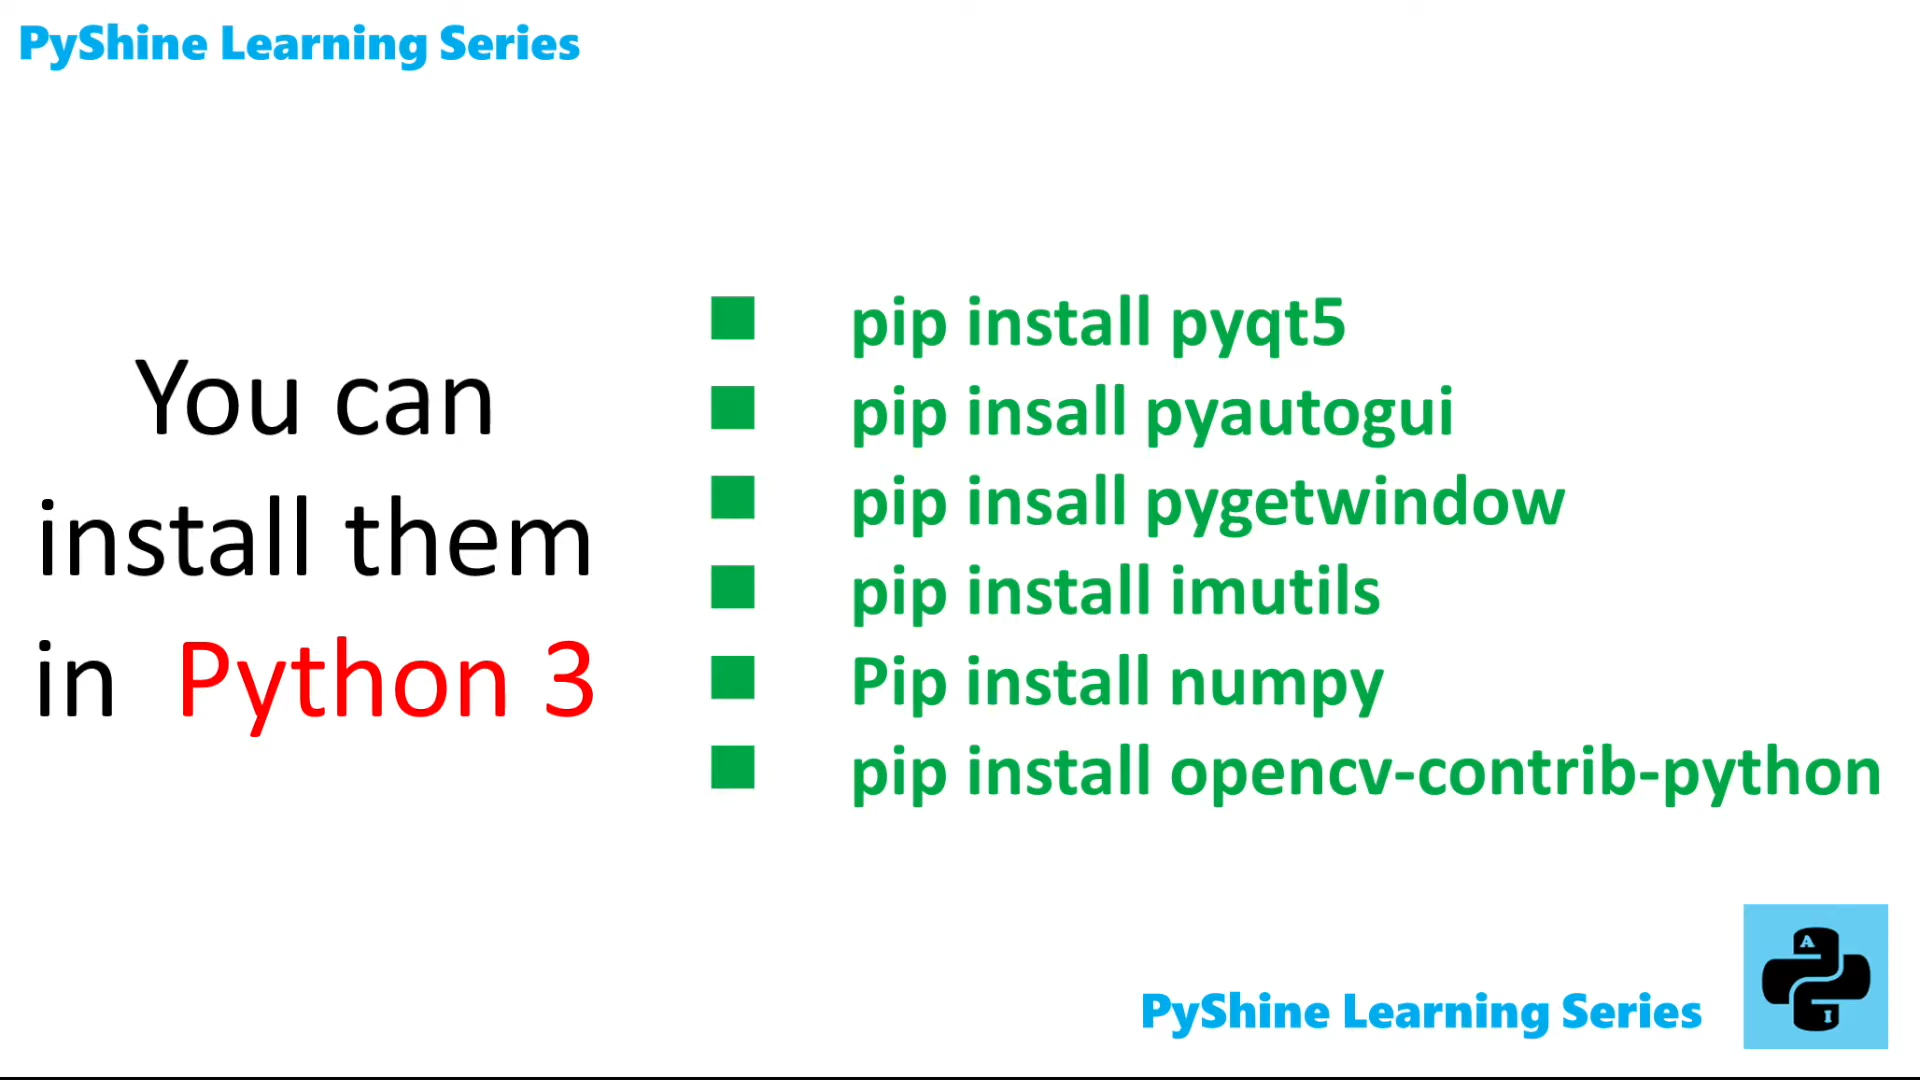 PyShine Learning Series
You can
install them
in Python 3
pip install pyqt5
pip insall pyautogui
pip insall pygetwindow
pip install imutils
Pip install numpy
pip install opencv-contrib-python
PyShine Learning Series
A
I